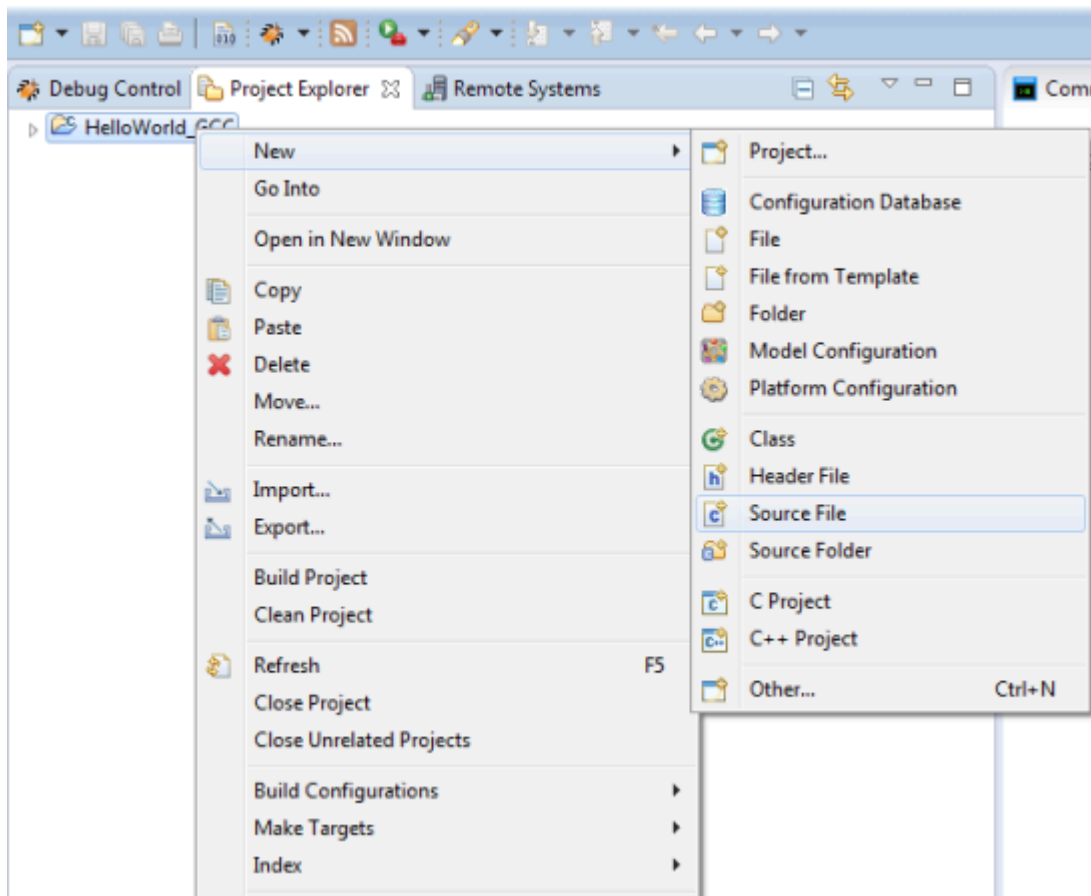 Debug Control
Project Explorer
Remote Systems
HelloWorld_GCC
New
Go Into
Open in New Window
Copy
Paste
Delete
Move...
Rename...
Import...
Export...
Build Project
Clean Project
Refresh F5
Close Project
Close Unrelated Projects
Build Configurations
Make Targets
Index
Project...
Configuration Database
File
File from Template
Folder
Model Configuration
Platform Configuration
Class
Header File
Source File
Source Folder
C Project
C++ Project
Other... Ctrl+N